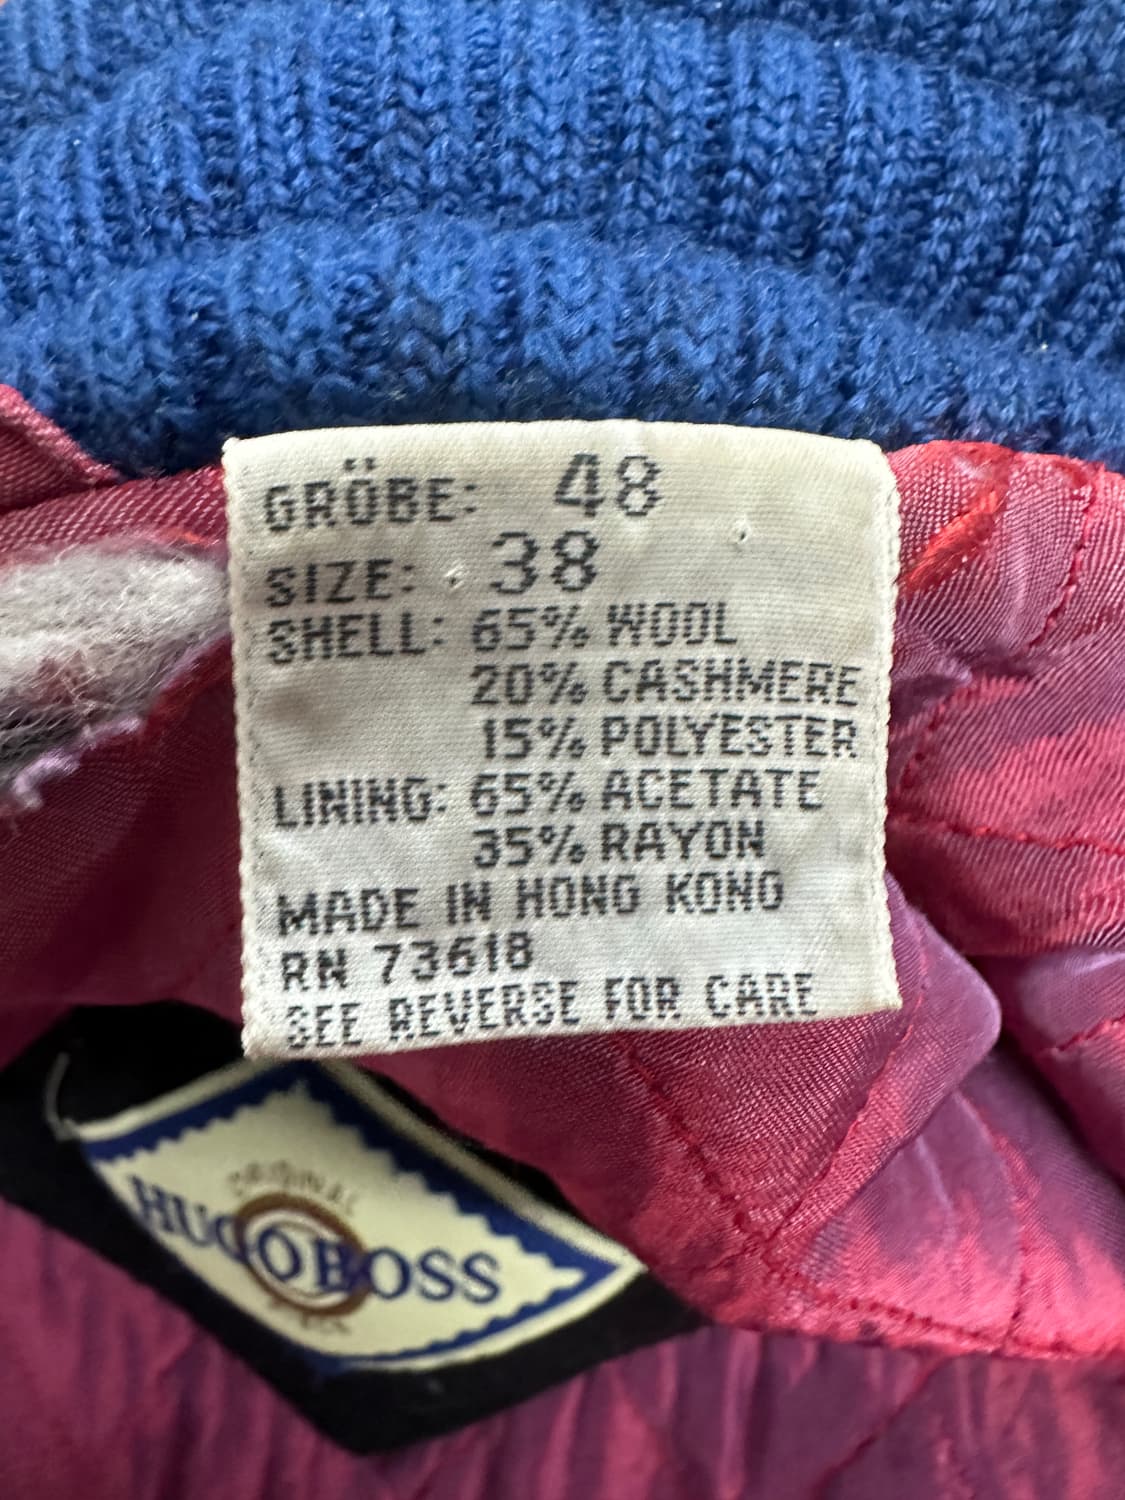 GRÖBE: 48
SIZE: 38
SHELL: 65% WOOL
20% CASHMERE
15% POLYESTER
LINING: 65% ACETATE
35% RAYON
MADE IN HONG KONG
RN 73618
SEE REVERSE FOR CARE
ORIGINAL
HUGO BOSS